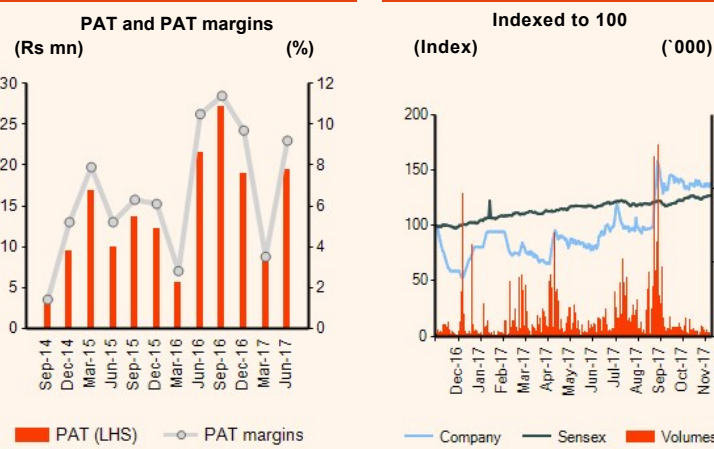 PAT and PAT margins
(Rs mn) (%)
30 12
25 10
20 8
15 6
10 4
5 2
0 0
Sep-14 Dec-14 Mar-15 Jun-15 Sep-15 Dec-15 Mar-16 Jun-16 Sep-16 Dec-16 Mar-17 Jun-17
PAT (LHS) PAT margins
Indexed to 100
(Index) (`000)
200
150
100
50
0
Dec-16 Jan-17 Feb-17 Mar-17 Apr-17 May-17 Jun-17 Jul-17 Aug-17 Sep-17 Oct-17 Nov-17
Company Sensex Volumes